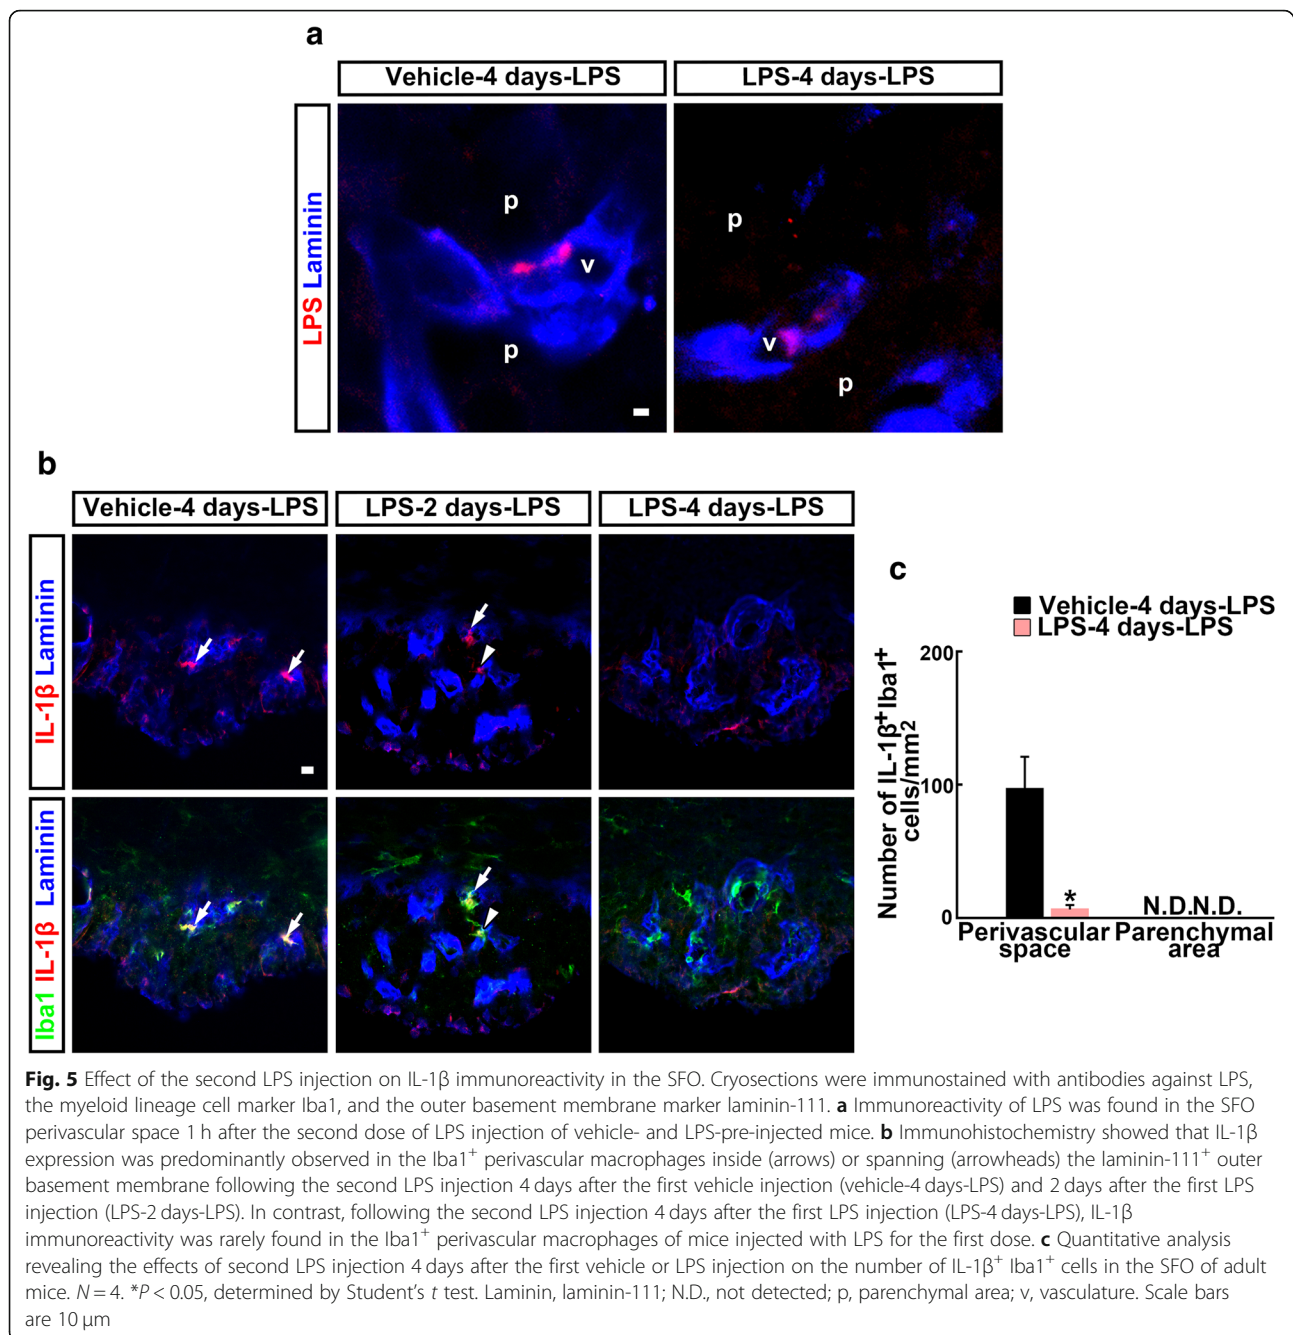 a
Vehicle-4 days-LPS
LPS-4 days-LPS
LPS Laminin
p
v
p
p
v
p
b
Vehicle-4 days-LPS
LPS-2 days-LPS
LPS-4 days-LPS
IL-1β Laminin
Iba1 IL-1β Laminin
c
Vehicle-4 days-LPS
LPS-4 days-LPS
Number of IL-1β⁺Iba1⁺
cells/mm²
200
100
0
*
N.D.N.D.
Perivascular
space
Parenchymal
area
Fig. 5 Effect of the second LPS injection on IL-1β immunoreactivity in the SFO. Cryosections were immunostained with antibodies against LPS,
the myeloid lineage cell marker Iba1, and the outer basement membrane marker laminin-111. a Immunoreactivity of LPS was found in the SFO
perivascular space 1 h after the second dose of LPS injection of vehicle- and LPS-pre-injected mice. b Immunohistochemistry showed that IL-1β
expression was predominantly observed in the Iba1⁺ perivascular macrophages inside (arrows) or spanning (arrowheads) the laminin-111⁺ outer
basement membrane following the second LPS injection 4 days after the first vehicle injection (vehicle-4 days-LPS) and 2 days after the first LPS
injection (LPS-2 days-LPS). In contrast, following the second LPS injection 4 days after the first LPS injection (LPS-4 days-LPS), IL-1β
immunoreactivity was rarely found in the Iba1⁺ perivascular macrophages of mice injected with LPS for the first dose. c Quantitative analysis
revealing the effects of second LPS injection 4 days after the first vehicle or LPS injection on the number of IL-1β⁺ Iba1⁺ cells in the SFO of adult
mice. N = 4. *P < 0.05, determined by Student's t test. Laminin, laminin-111; N.D., not detected; p, parenchymal area; v, vasculature. Scale bars
are 10 μm